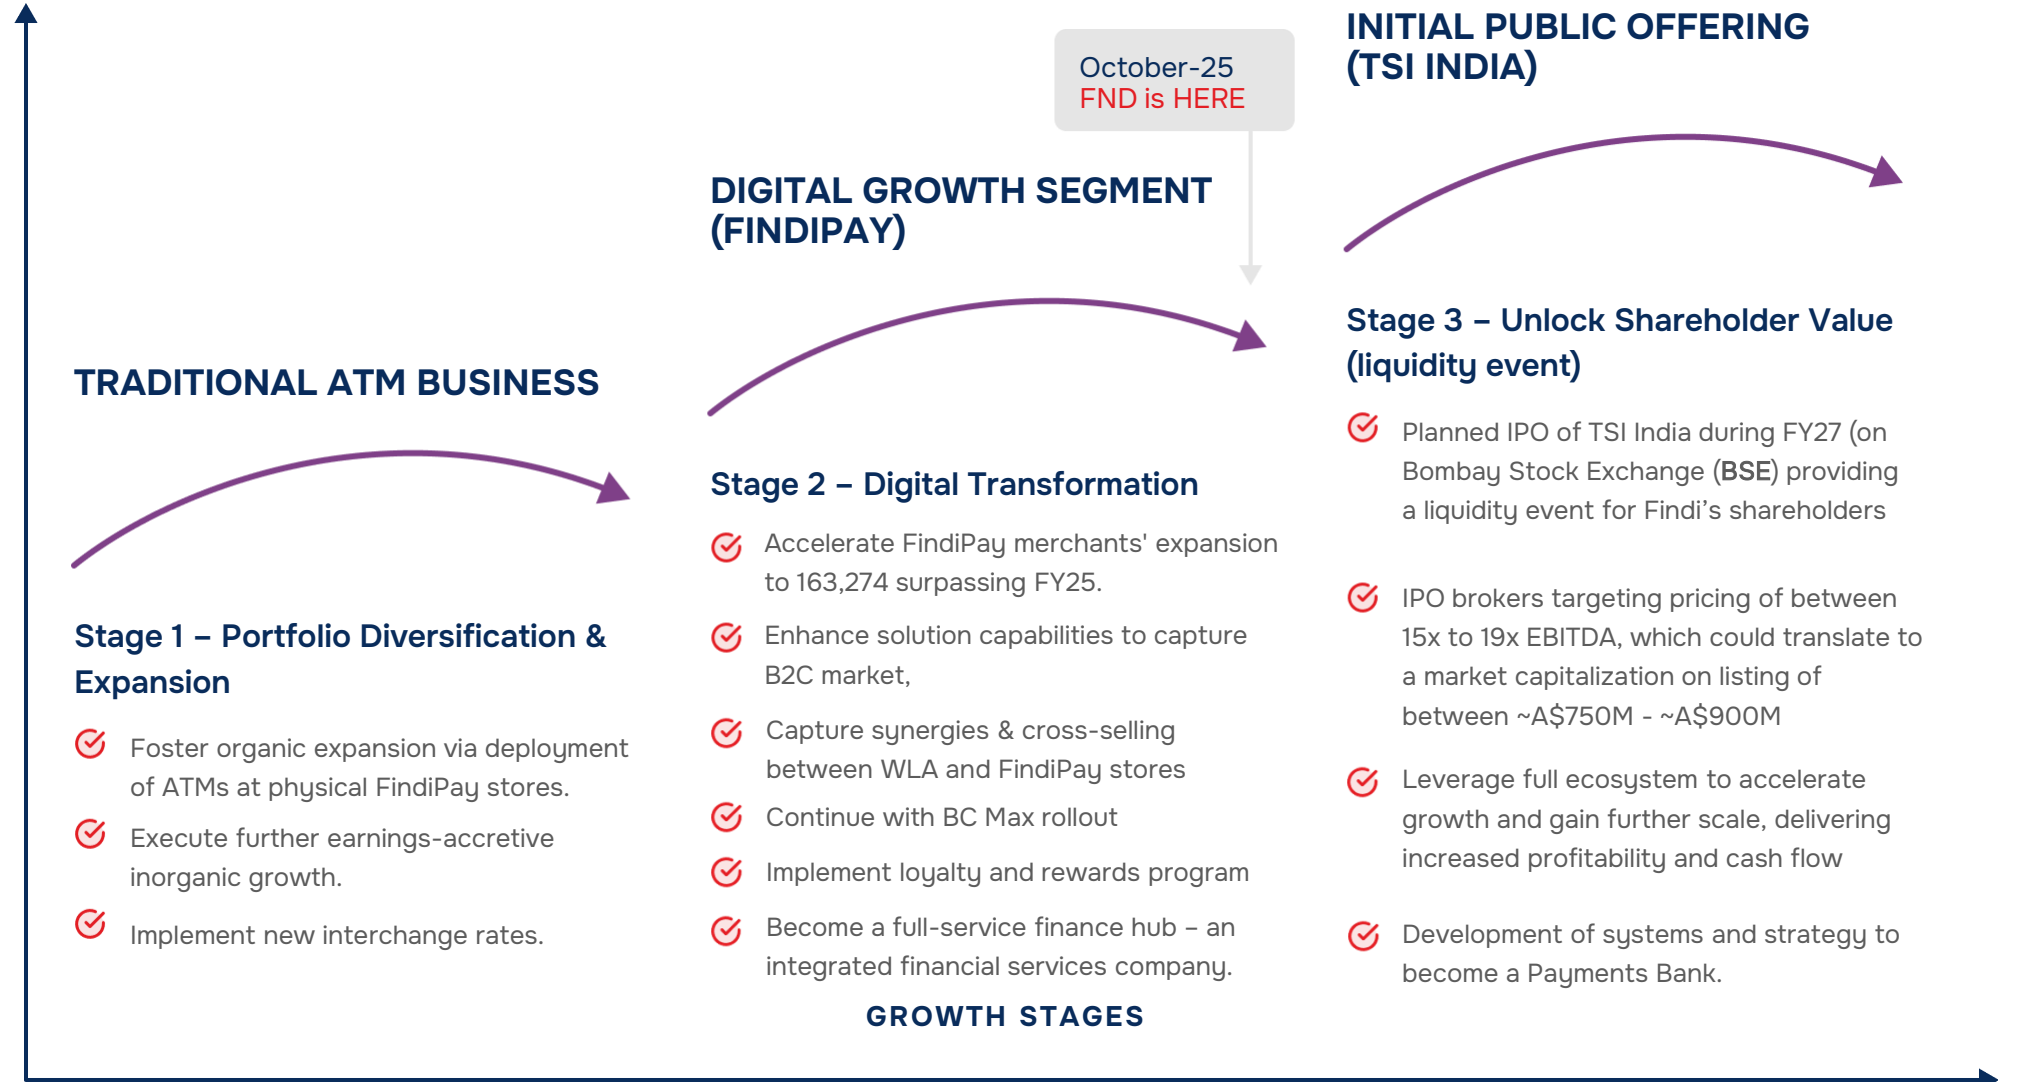 TRADITIONAL ATM BUSINESS
Stage 1 – Portfolio Diversification &
Expansion
Foster organic expansion via deployment
of ATMs at physical FindiPay stores.
Execute further earnings-accretive
inorganic growth.
Implement new interchange rates.
October-25
FND is HERE
DIGITAL GROWTH SEGMENT
(FINDIPAY)
Stage 2 – Digital Transformation
Accelerate FindiPay merchants' expansion
to 163,274 surpassing FY25.
Enhance solution capabilities to capture
B2C market,
Capture synergies & cross-selling
between WLA and FindiPay stores
Continue with BC Max rollout
Implement loyalty and rewards program
Become a full-service finance hub – an
integrated financial services company.
INITIAL PUBLIC OFFERING
(TSI INDIA)
Stage 3 – Unlock Shareholder Value
(liquidity event)
Planned IPO of TSI India during FY27 (on
Bombay Stock Exchange (BSE) providing
a liquidity event for Findi’s shareholders
IPO brokers targeting pricing of between
15x to 19x EBITDA, which could translate to
a market capitalization on listing of
between ~A$750M - ~A$900M
Leverage full ecosystem to accelerate
growth and gain further scale, delivering
increased profitability and cash flow
Development of systems and strategy to
become a Payments Bank.
GROWTH STAGES